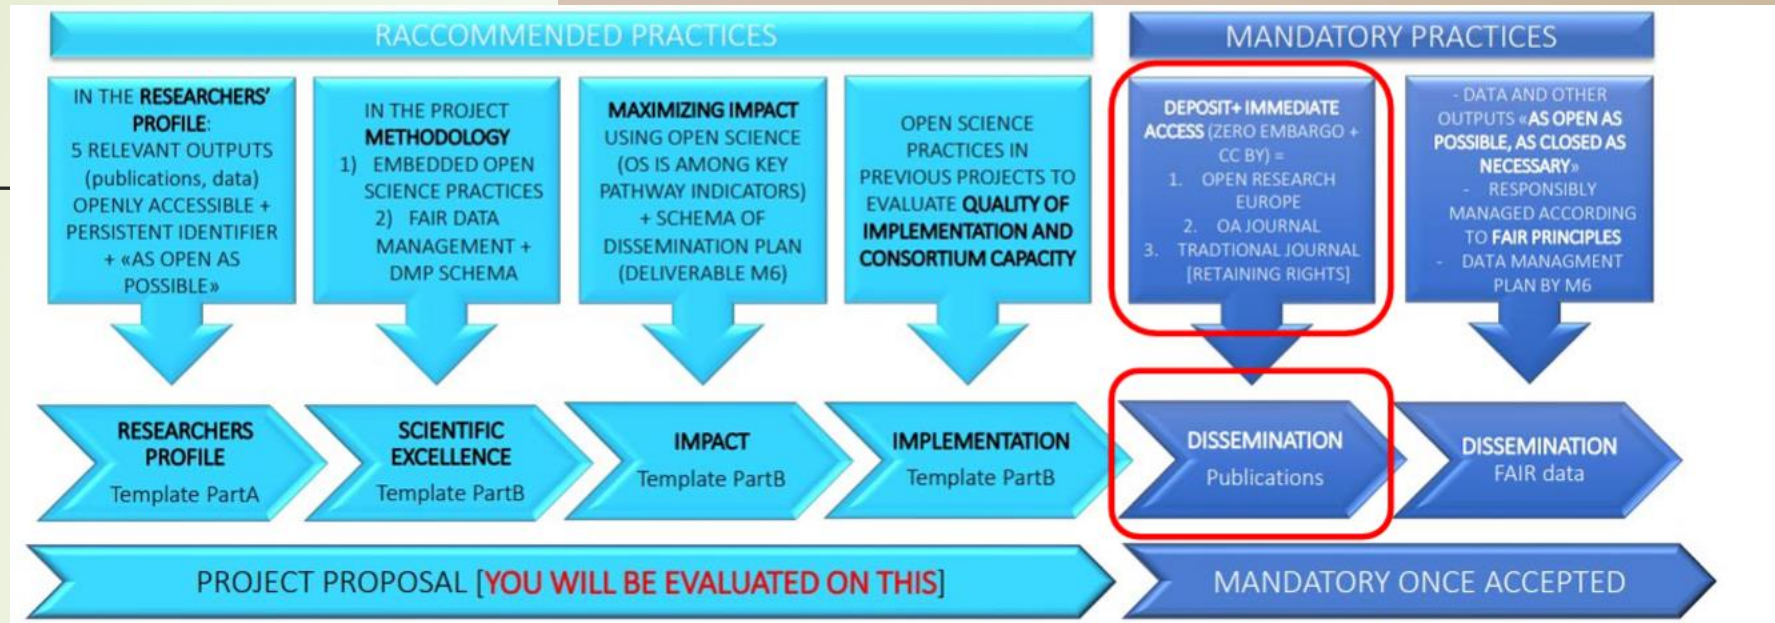 RACCOMMENDED PRACTICES
MANDATORY PRACTICES
IN THE RESEARCHERS'
PROFILE:
5 RELEVANT OUTPUTS
(publications, data)
OPENLY ACCESSIBLE +
PERSISTENT IDENTIFIER
+ «AS OPEN AS
POSSIBLE»
IN THE PROJECT
METHODOLOGY
1) EMBEDDED OPEN
SCIENCE PRACTICES
2) FAIR DATA
MANAGEMENT +
DMP SCHEMA
MAXIMIZING IMPACT
USING OPEN SCIENCE
(OS IS AMONG KEY
PATHWAY INDICATORS)
+ SCHEMA OF
DISSEMINATION PLAN
(DELIVERABLE M6)
OPEN SCIENCE
PRACTICES IN
PREVIOUS PROJECTS TO
EVALUATE QUALITY OF
IMPLEMENTATION AND
CONSORTIUM CAPACITY
DEPOSIT+ IMMEDIATE
ACCESS (ZERO EMBARGO +
CC BY) =
1. OPEN RESEARCH
EUROPE
2. OA JOURNAL
3. TRADTIONAL JOURNAL
[RETAINING RIGHTS]
- DATA AND OTHER
OUTPUTS «AS OPEN AS
POSSIBLE, AS CLOSED AS
NECESSARY»
- RESPONSIBLY
MANAGED ACCORDING
TO FAIR PRINCIPLES
- DATA MANAGMENT
PLAN BY M6
RESEARCHERS
PROFILE
Template PartA
SCIENTIFIC
EXCELLENCE
Template PartB
IMPACT
Template PartB
IMPLEMENTATION
Template PartB
DISSEMINATION
Publications
DISSEMINATION
FAIR data
PROJECT PROPOSAL [YOU WILL BE EVALUATED ON THIS]
MANDATORY ONCE ACCEPTED